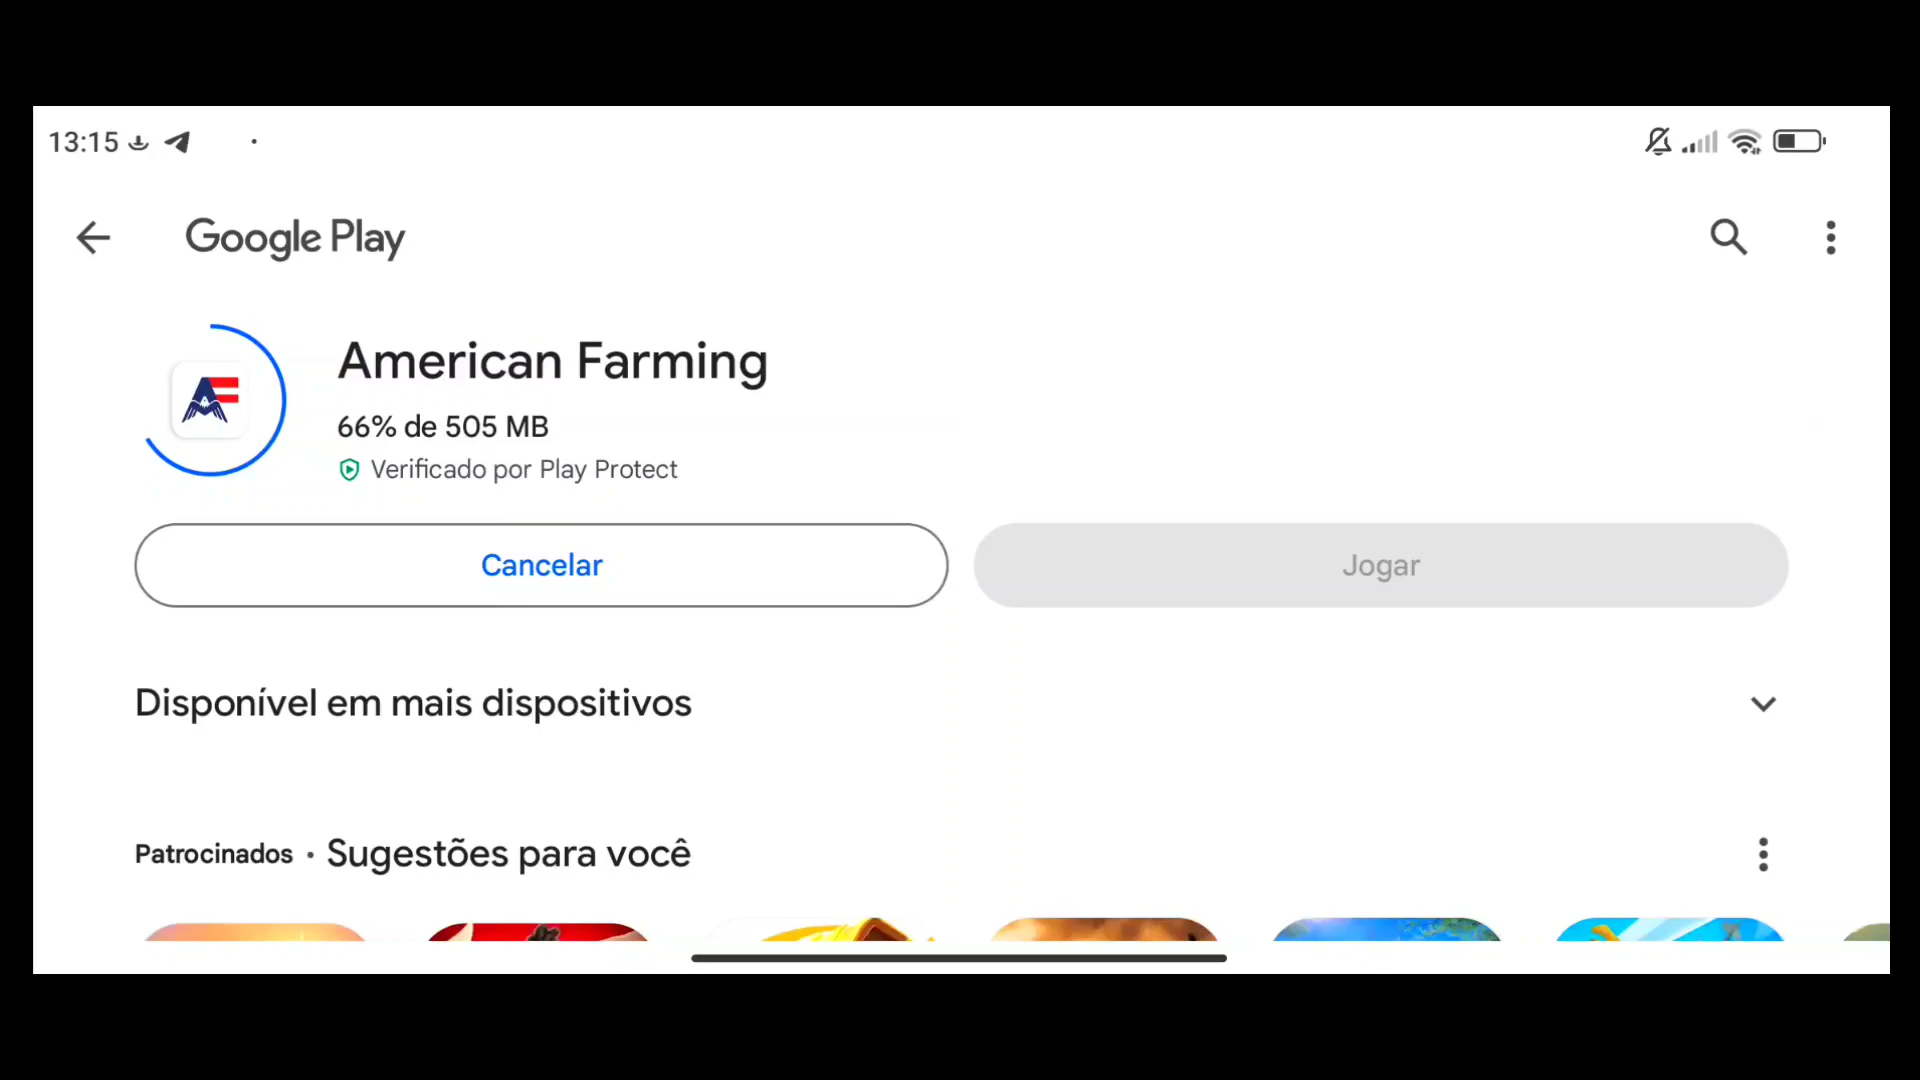 13:15
Google Play
American Farming
66% de 505 MB
Verificado por Play Protect
Cancelar
Jogar
Disponível em mais dispositivos
Patrocinados · Sugestões para você